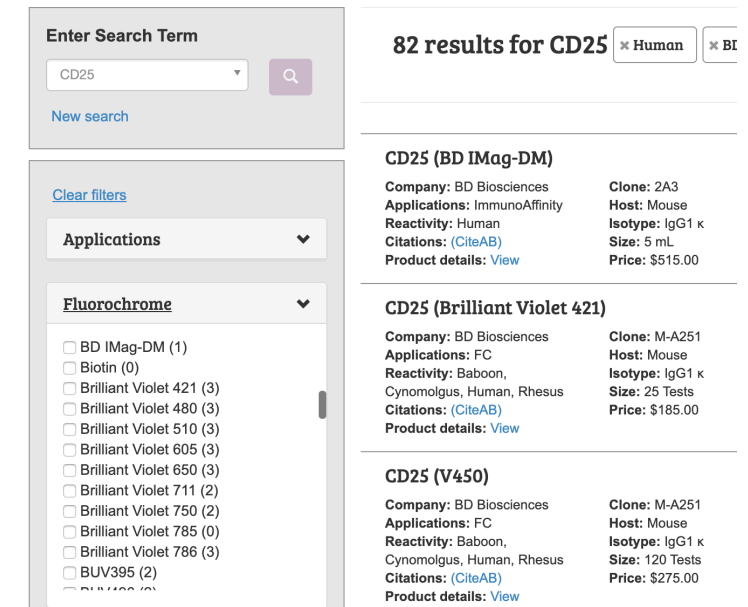 Enter Search Term
CD25
New search
Clear filters
Applications
Fluorochrome
BD IMag-DM (1)
Biotin (0)
Brilliant Violet 421 (3)
Brilliant Violet 480 (3)
Brilliant Violet 510 (3)
Brilliant Violet 605 (3)
Brilliant Violet 650 (3)
Brilliant Violet 711 (2)
Brilliant Violet 750 (2)
Brilliant Violet 785 (0)
Brilliant Violet 786 (3)
BUV395 (2)
82 results for CD25 × Human × BD
CD25 (BD IMag-DM)
Company: BD Biosciences
Applications: ImmunoAffinity
Reactivity: Human
Citations: (CiteAB)
Product details: View
Clone: 2A3
Host: Mouse
Isotype: IgG1 κ
Size: 5 mL
Price: $515.00
CD25 (Brilliant Violet 421)
Company: BD Biosciences
Applications: FC
Reactivity: Baboon,
Cynomolgus, Human, Rhesus
Citations: (CiteAB)
Product details: View
Clone: M-A251
Host: Mouse
Isotype: IgG1 κ
Size: 25 Tests
Price: $185.00
CD25 (V450)
Company: BD Biosciences
Applications: FC
Reactivity: Baboon,
Cynomolgus, Human, Rhesus
Citations: (CiteAB)
Product details: View
Clone: M-A251
Host: Mouse
Isotype: IgG1 κ
Size: 120 Tests
Price: $275.00